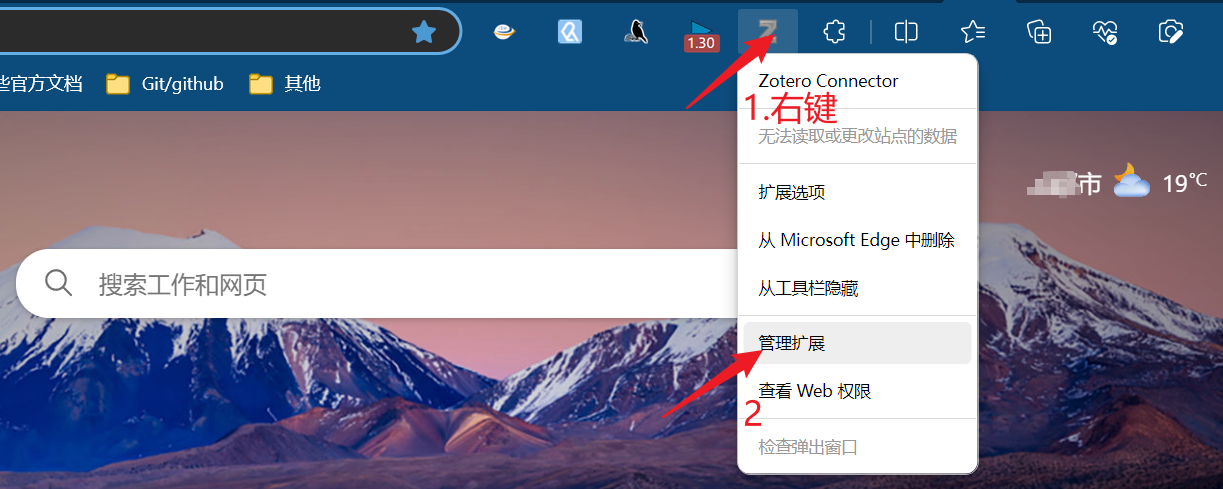 1.30
些官方文档 Git/github 其他
Zotero Connector
1.右键
无法读取或更改站点的数据
市 19°C
扩展选项
从 Microsoft Edge 中删除
搜索工作和网页
从工具栏隐藏
管理扩展
查看 Web 权限
2
检查弹出窗口